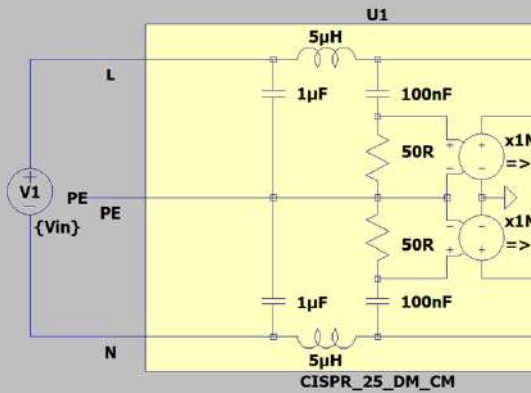 U1
5µH
L
1µF
100nF
x1M
=>
50R
V1
PE
PE
{Vin}
x1M
=>
50R
1µF
100nF
N
5µH
CISPR_25_DM_CM